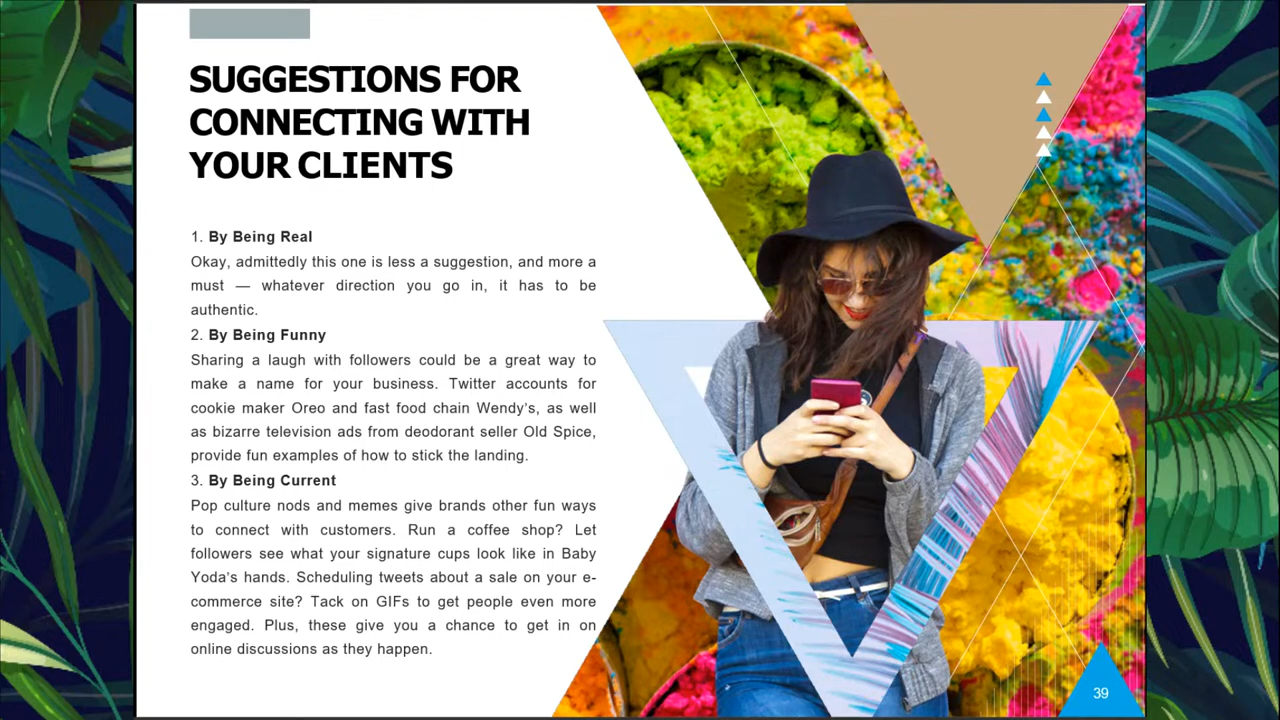 SUGGESTIONS FOR
CONNECTING WITH
YOUR CLIENTS
1. By Being Real
Okay, admittedly this one is less a suggestion, and more a
must — whatever direction you go in, it has to be
authentic.
2. By Being Funny
Sharing a laugh with followers could be a great way to
make a name for your business. Twitter accounts for
cookie maker Oreo and fast food chain Wendy's, as well
as bizarre television ads from deodorant seller Old Spice,
provide fun examples of how to stick the landing.
3. By Being Current
Pop culture nods and memes give brands other fun ways
to connect with customers. Run a coffee shop? Let
followers see what your signature cups look like in Baby
Yoda's hands. Scheduling tweets about a sale on your e-
commerce site? Tack on GIFs to get people even more
engaged. Plus, these give you a chance to get in on
online discussions as they happen.
39